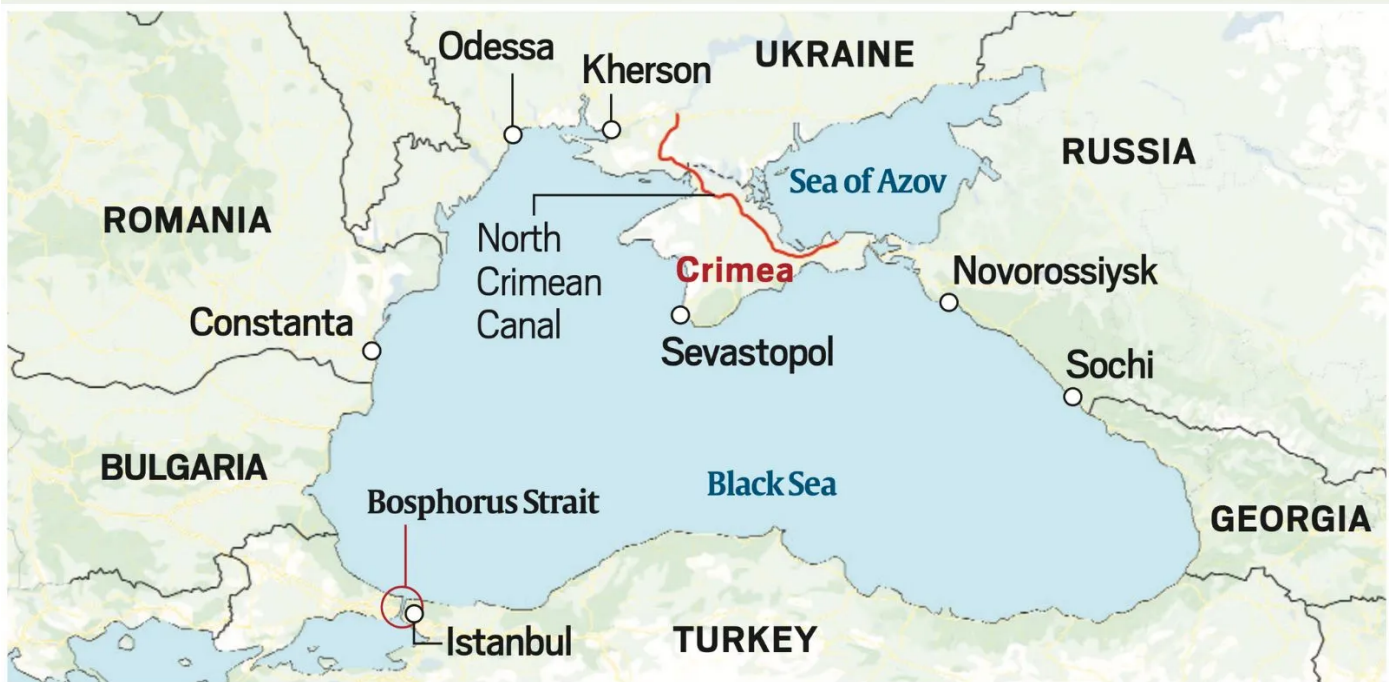 Odessa
Kherson
UKRAINE
RUSSIA
Sea of Azov
ROMANIA
North
Crimean
Canal
Crimea
Novorossiysk
Constanta
Sevastopol
Sochi
BULGARIA
Black Sea
Bosphorus Strait
GEORGIA
Istanbul
TURKEY